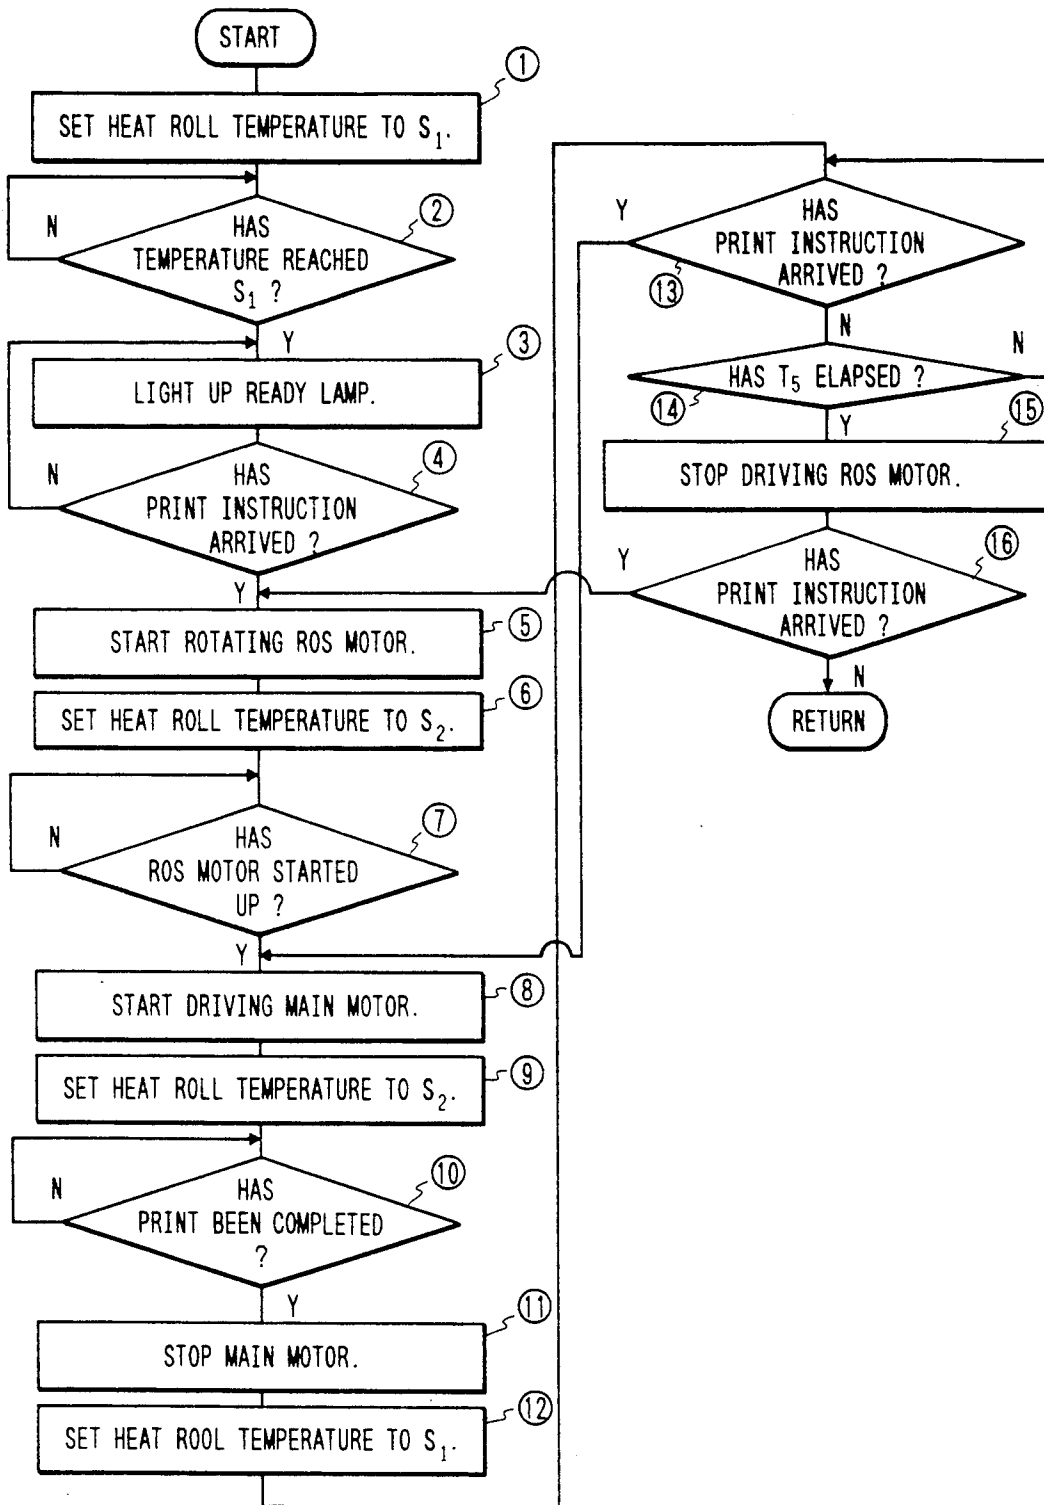 START
1
SET HEAT ROLL TEMPERATURE TO S1.
2
HAS
TEMPERATURE REACHED
S1 ?
N
Y
3
LIGHT UP READY LAMP.
4
HAS
PRINT INSTRUCTION
ARRIVED ?
N
Y
5
START ROTATING ROS MOTOR.
6
SET HEAT ROLL TEMPERATURE TO S2.
7
HAS
ROS MOTOR STARTED
UP ?
N
Y
8
START DRIVING MAIN MOTOR.
9
SET HEAT ROLL TEMPERATURE TO S2.
10
HAS
PRINT BEEN COMPLETED
?
N
Y
11
STOP MAIN MOTOR.
12
SET HEAT ROOL TEMPERATURE TO S1.
Y
HAS
PRINT INSTRUCTION
ARRIVED ?
13
N
HAS T5 ELAPSED ?
N
14
Y
15
STOP DRIVING ROS MOTOR.
16
Y
HAS
PRINT INSTRUCTION
ARRIVED ?
N
RETURN